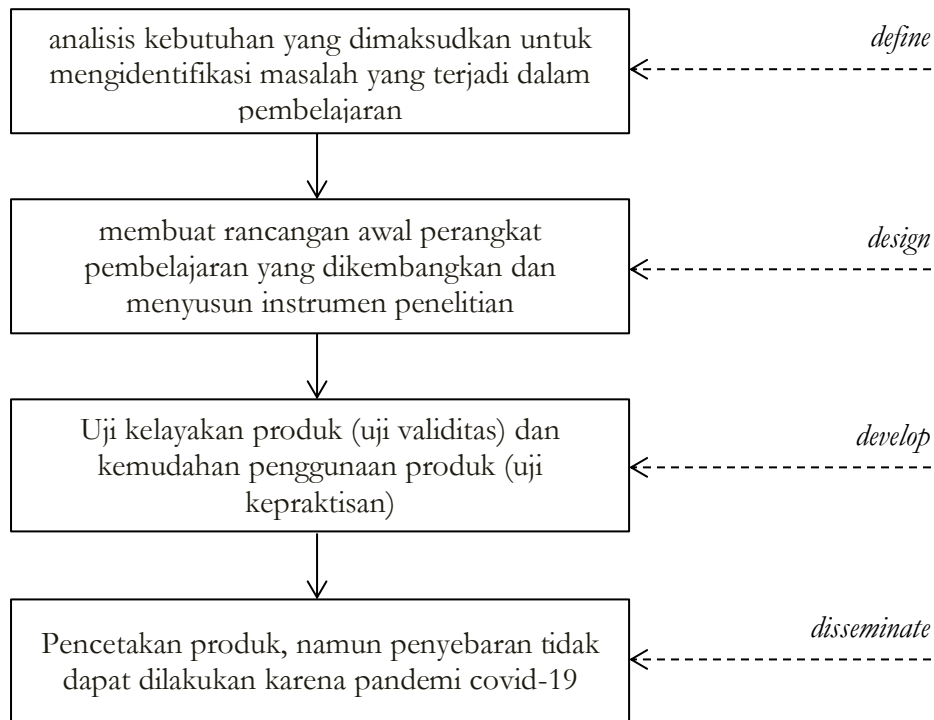 analisis kebutuhan yang dimaksudkan untuk
mengidentifikasi masalah yang terjadi dalam
pembelajaran
define
membuat rancangan awal perangkat
pembelajaran yang dikembangkan dan
menyusun instrumen penelitian
design
Uji kelayakan produk (uji validitas) dan
kemudahan penggunaan produk (uji
kepraktisan)
develop
Pencetakan produk, namun penyebaran tidak
dapat dilakukan karena pandemi covid-19
disseminate